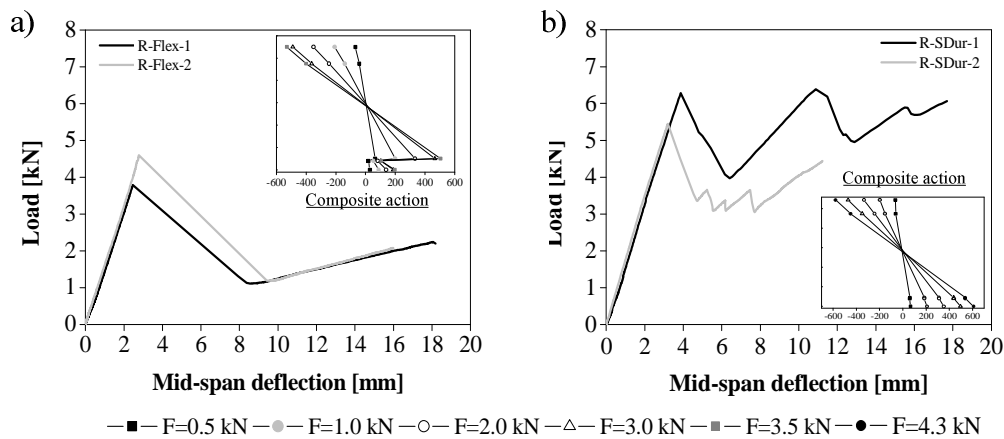 a)
8
7
6
5
4
3
2
1
0
Load [kN]
R-Flex-1
R-Flex-2
-600 -400 -200 0 200 400 600
Composite action
0 2 4 6 8 10 12 14 16 18 20
Mid-span deflection [mm]
b)
8
7
6
5
4
3
2
1
0
Load [kN]
R-SDur-1
R-SDur-2
Composite action
-600 -400 -200 0 200 400 600
0 2 4 6 8 10 12 14 16 18 20
Mid-span deflection [mm]
F=0.5 kN F=1.0 kN F=2.0 kN F=3.0 kN F=3.5 kN F=4.3 kN